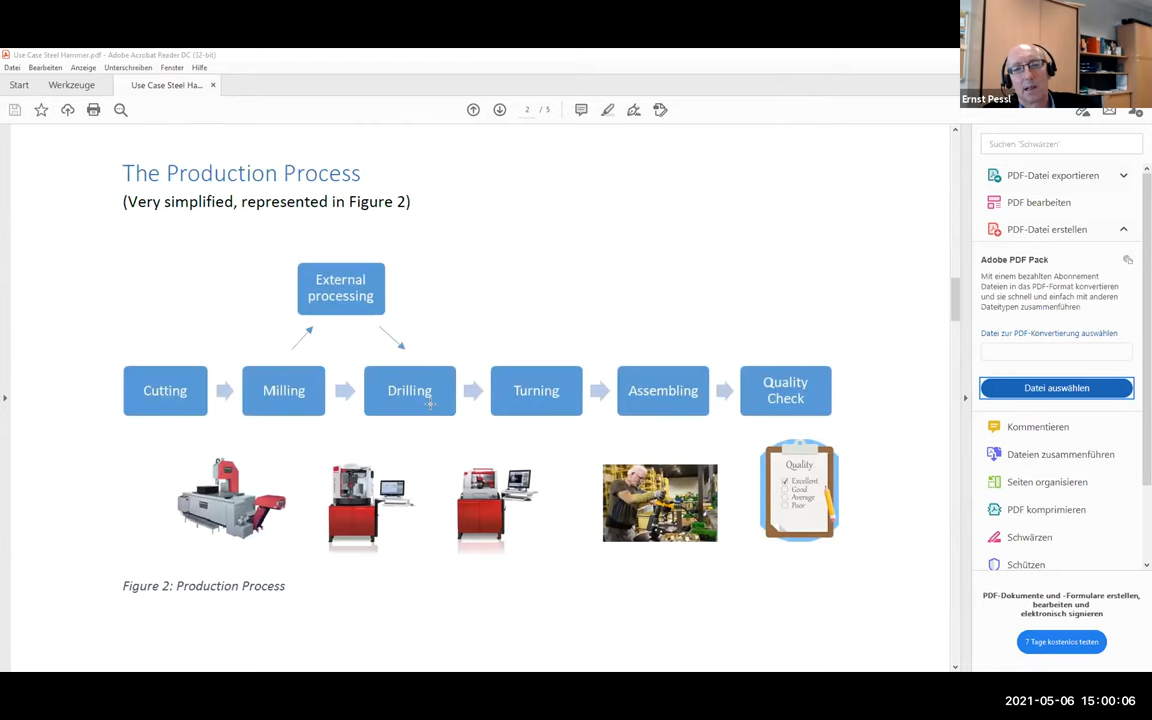 Use Case Steel Hammer.pdf - Adobe Acrobat Reader DC (32-bit)
Datei Bearbeiten Anzeige Unterschreiben Fenster Hilfe
Start Werkzeuge Use Case Steel Ha... ×
2 / 5
Ernst Pessl
The Production Process
(Very simplified, represented in Figure 2)
External
processing
Cutting
Milling
Drilling
Turning
Assembling
Quality
Check
Quality
Excellent
Good
Average
Poor
Figure 2: Production Process
Suchen 'Schwärzen'
PDF-Datei exportieren
PDF bearbeiten
PDF-Datei erstellen
Adobe PDF Pack
Mit einem bezahlten Abonnement
Dateien in das PDF-Format konvertieren
und sie schnell und einfach mit anderen
Dateitypen zusammenführen
Datei zur PDF-Konvertierung auswählen
Datei auswählen
Kommentieren
Dateien zusammenführen
Seiten organisieren
PDF komprimieren
Schwärzen
Schützen
PDF-Dokumente und -Formulare erstellen,
bearbeiten und
elektronisch signieren
7 Tage kostenlos testen
2021-05-06 15:00:06